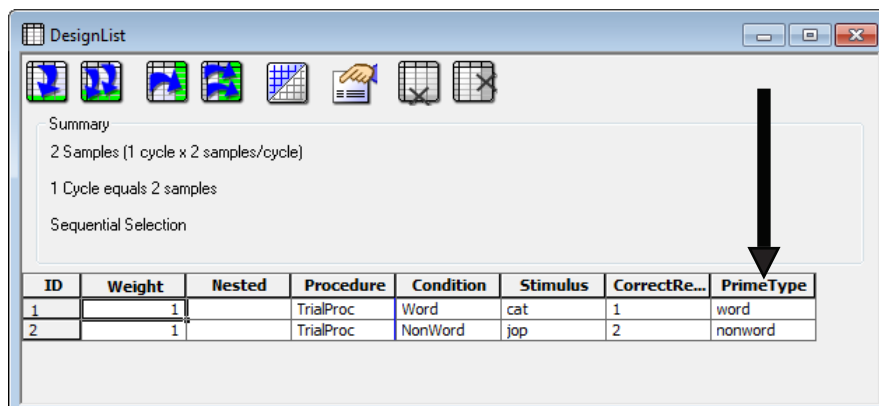 DesignList
Summary
2 Samples (1 cycle x 2 samples/cycle)
1 Cycle equals 2 samples
Sequential Selection
ID Weight Nested Procedure Condition Stimulus CorrectRe... PrimeType
1 1 TrialProc Word cat 1 word
2 1 TrialProc NonWord jop 2 nonword